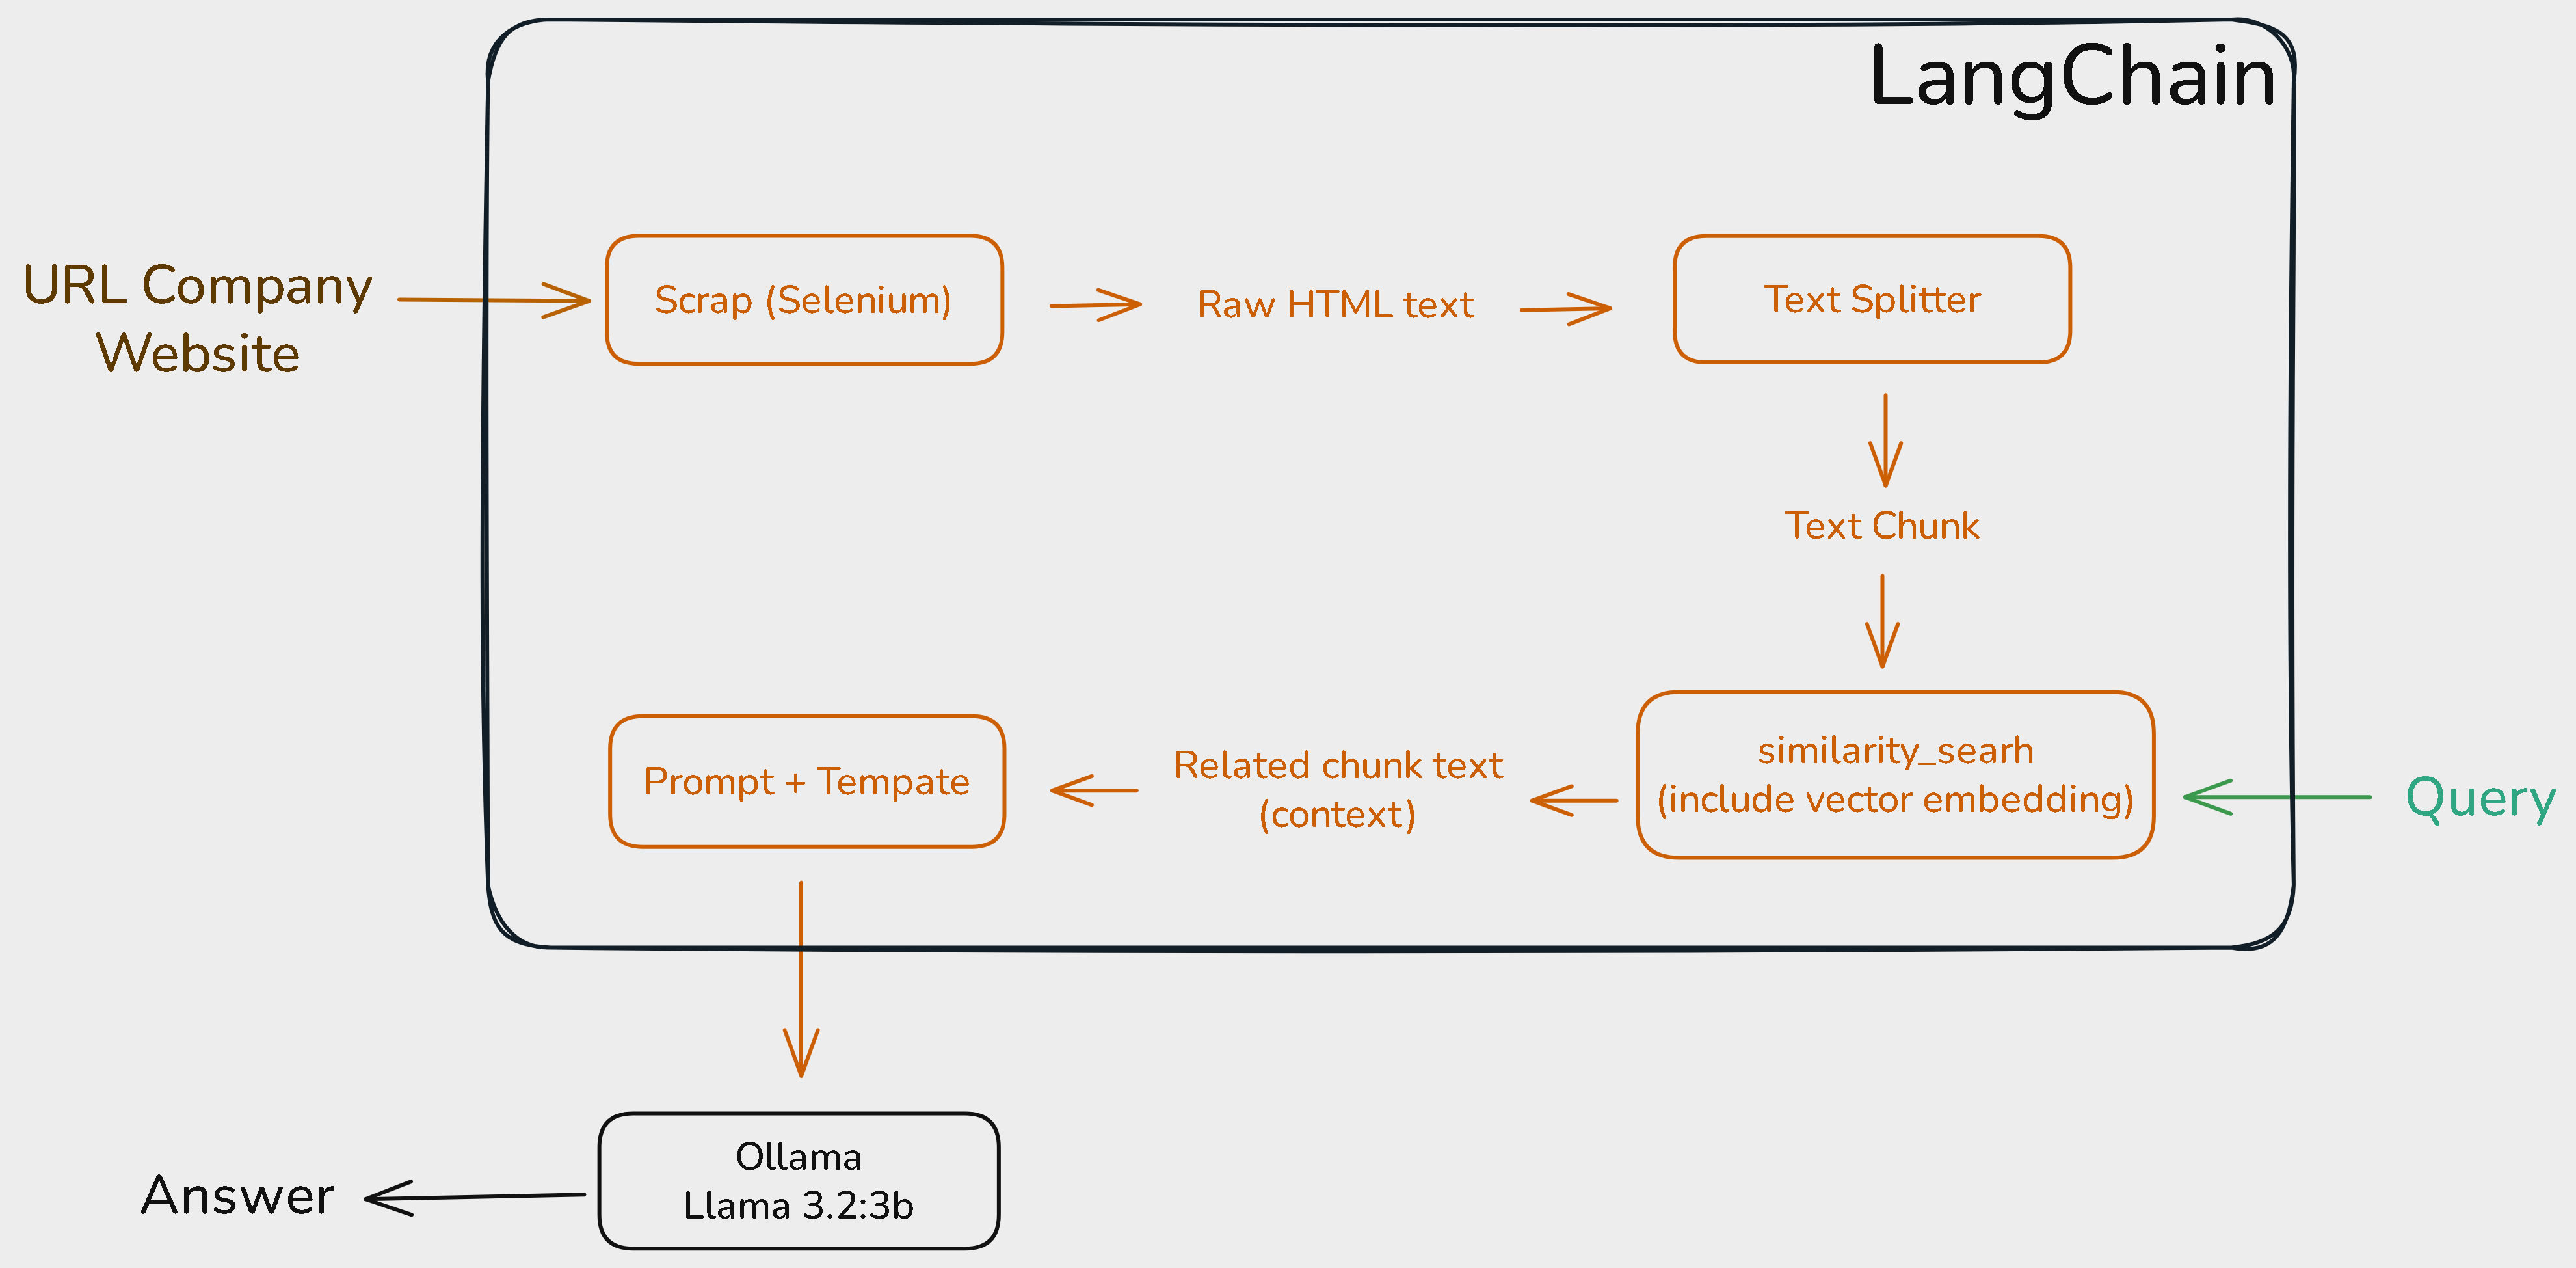 LangChain
URL Company
Website
Scrap (Selenium)
Raw HTML text
Text Splitter
Text Chunk
similarity_searh
(include vector embedding)
Query
Related chunk text
(context)
Prompt + Tempate
Ollama
Llama 3.2:3b
Answer